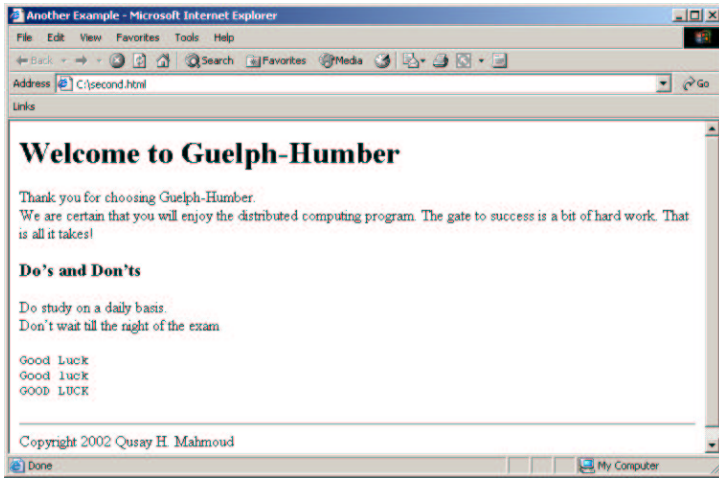 Another Example - Microsoft Internet Explorer
File Edit View Favorites Tools Help
Back Search Favorites Media
Address C:\second.html Go
Links
Welcome to Guelph-Humber
Thank you for choosing Guelph-Humber.
We are certain that you will enjoy the distributed computing program. The gate to success is a bit of hard work. That
is all it takes!
Do's and Don'ts
Do study on a daily basis.
Don't wait till the night of the exam
Good Luck
Good luck
GOOD LUCK
Copyright 2002 Qusay H. Mahmoud
Done My Computer